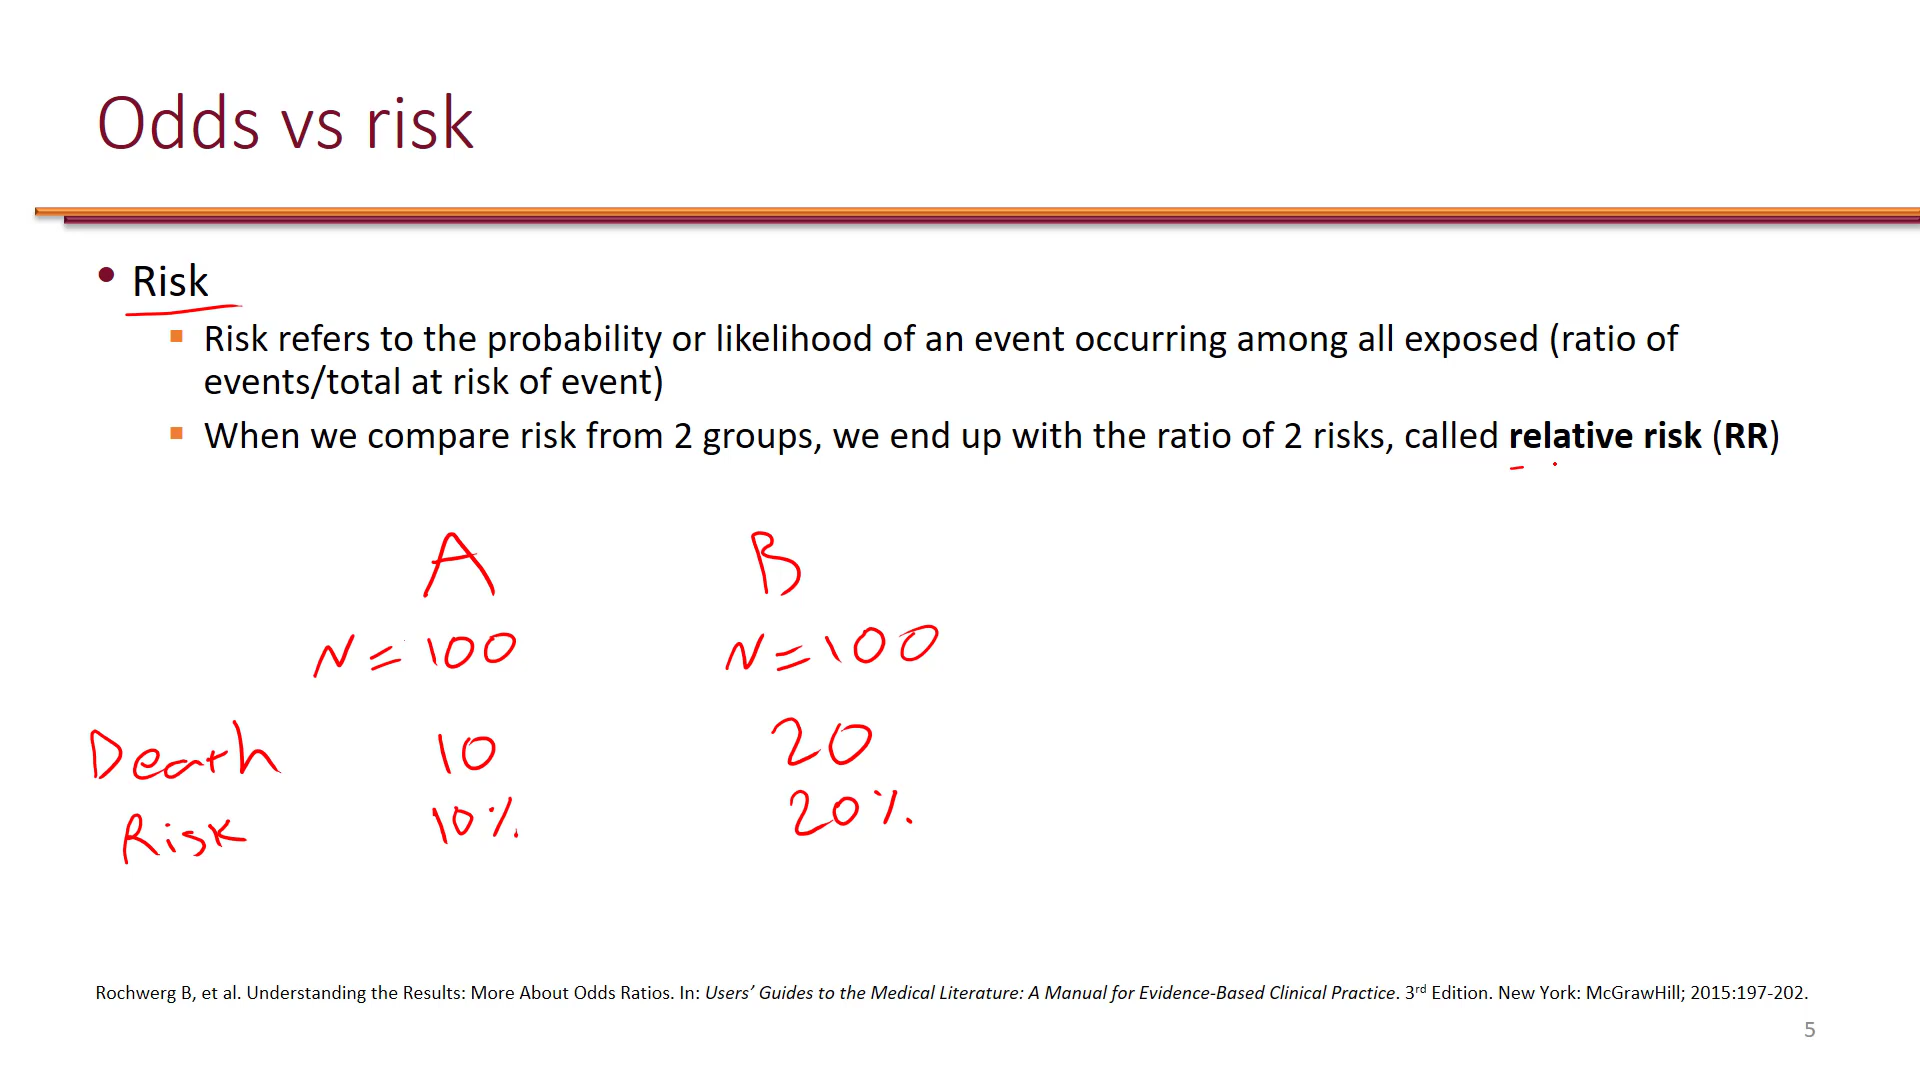 Odds vs risk
• Risk
▪ Risk refers to the probability or likelihood of an event occurring among all exposed (ratio of
events/total at risk of event)
▪ When we compare risk from 2 groups, we end up with the ratio of 2 risks, called relative risk (RR)
A B
N=100 N=100
Death 10 20
Risk 10% 20%
Rochwerg B, et al. Understanding the Results: More About Odds Ratios. In: Users’ Guides to the Medical Literature: A Manual for Evidence-Based Clinical Practice. 3rd Edition. New York: McGrawHill; 2015:197-202.
5